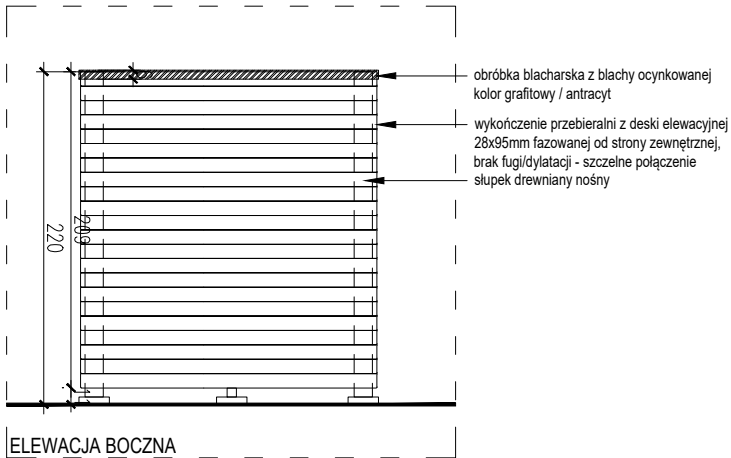 obróbka blacharska z blachy ocynkowanej
kolor grafitowy / antracyt
wykończenie przebieralni z deski elewacyjnej
28x95mm fazowanej od strony zewnętrznej,
brak fugi/dylatacji - szczelne połączenie
słupek drewniany nośny
209
220
ELEWACJA BOCZNA